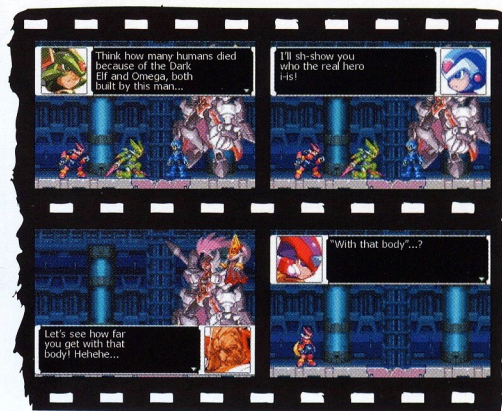 Think how many humans died
because of the Dark
Elf and Omega, both
built by this man...
I'll sh-show you
who the real hero
i-is!
Let's see how far
you get with that
body! Hehehe...
"With that body"...?